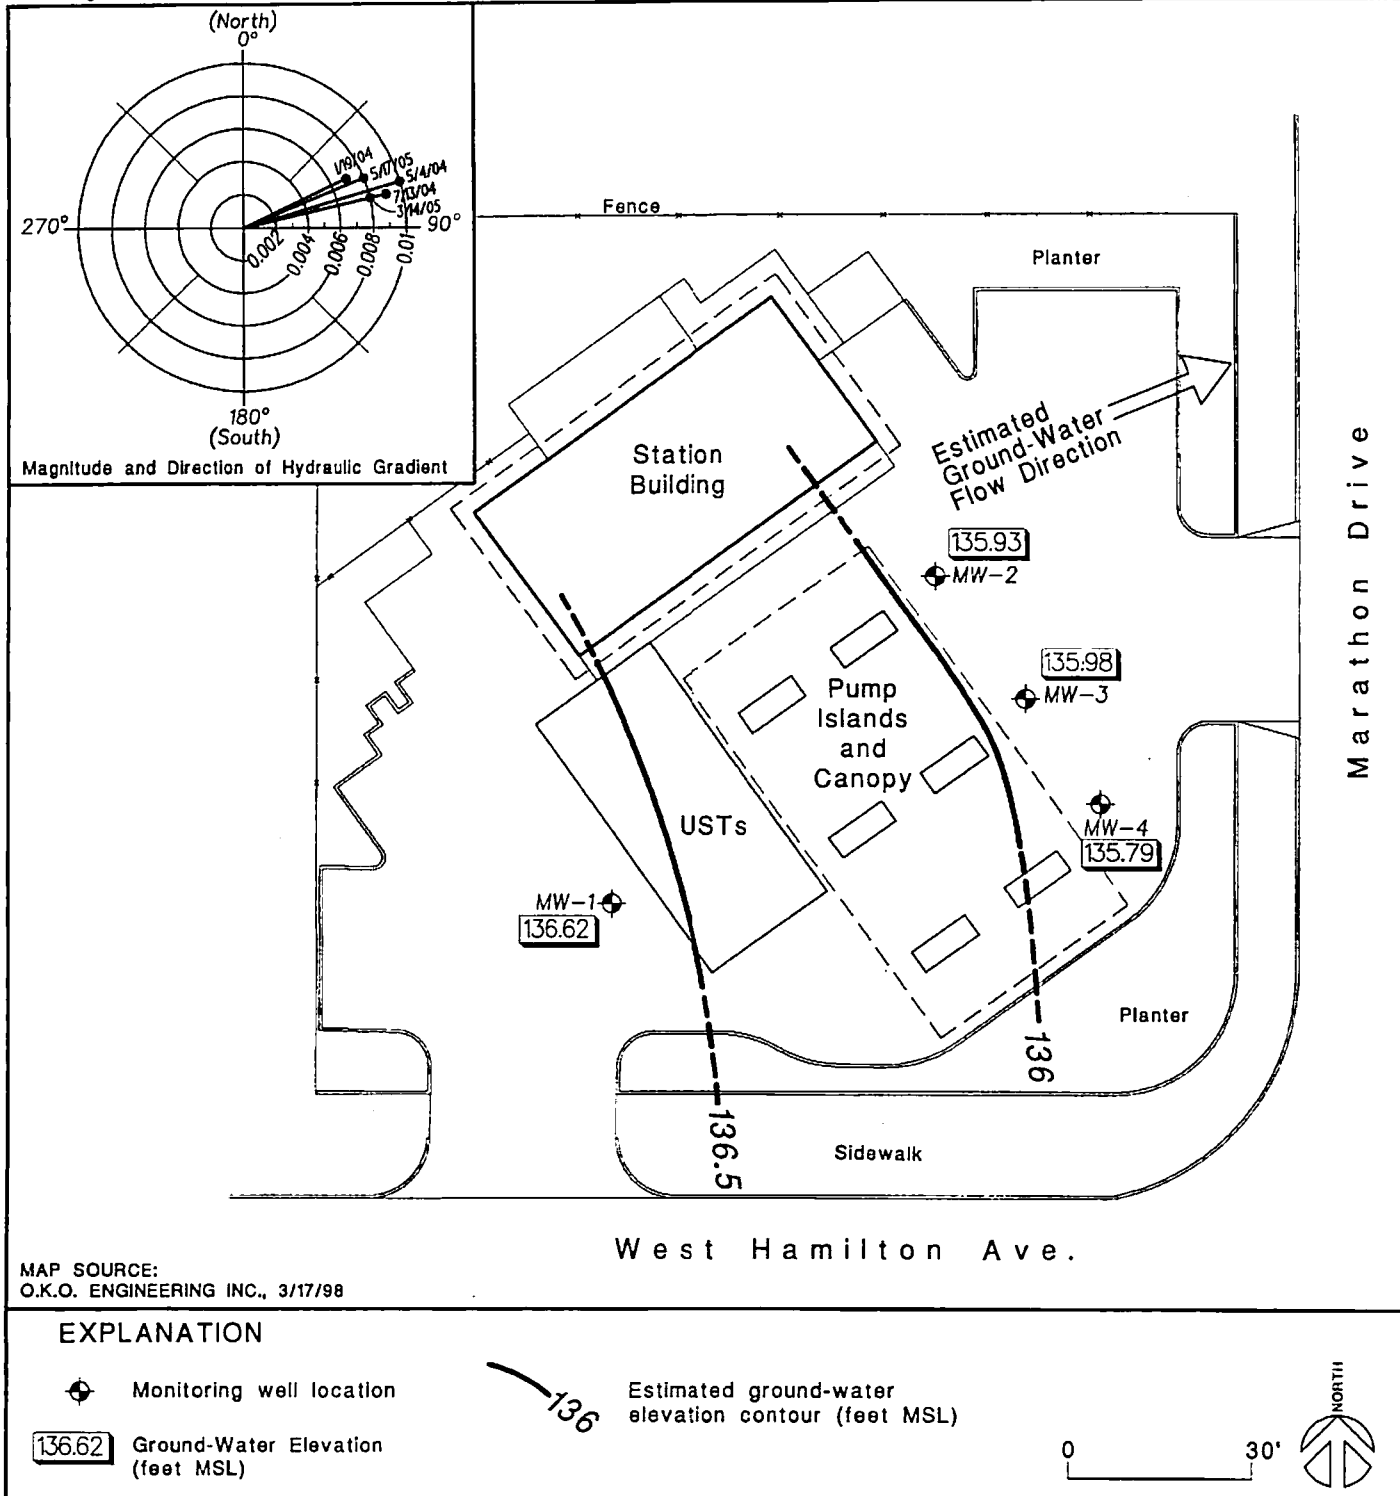 (North)
0°
1/19/04
5/17/05
5/4/04
7/13/04
3/14/05
270°
90°
0.002
0.004
0.006
0.008
0.01
180°
(South)
Magnitude and Direction of Hydraulic Gradient
Fence
Planter
Station
Building
Estimated
Ground-Water
Flow Direction
135.93
MW-2
135.98
MW-3
Pump
Islands
and
Canopy
USTs
MW-4
135.79
MW-1
136.62
Planter
136
136.5
Sidewalk
Marathon Drive
West Hamilton Ave.
MAP SOURCE:
O.K.O. ENGINEERING INC., 3/17/98
EXPLANATION
Monitoring well location
136.62 Ground-Water Elevation
(feet MSL)
136
Estimated ground-water
elevation contour (feet MSL)
0 30'
NORTH